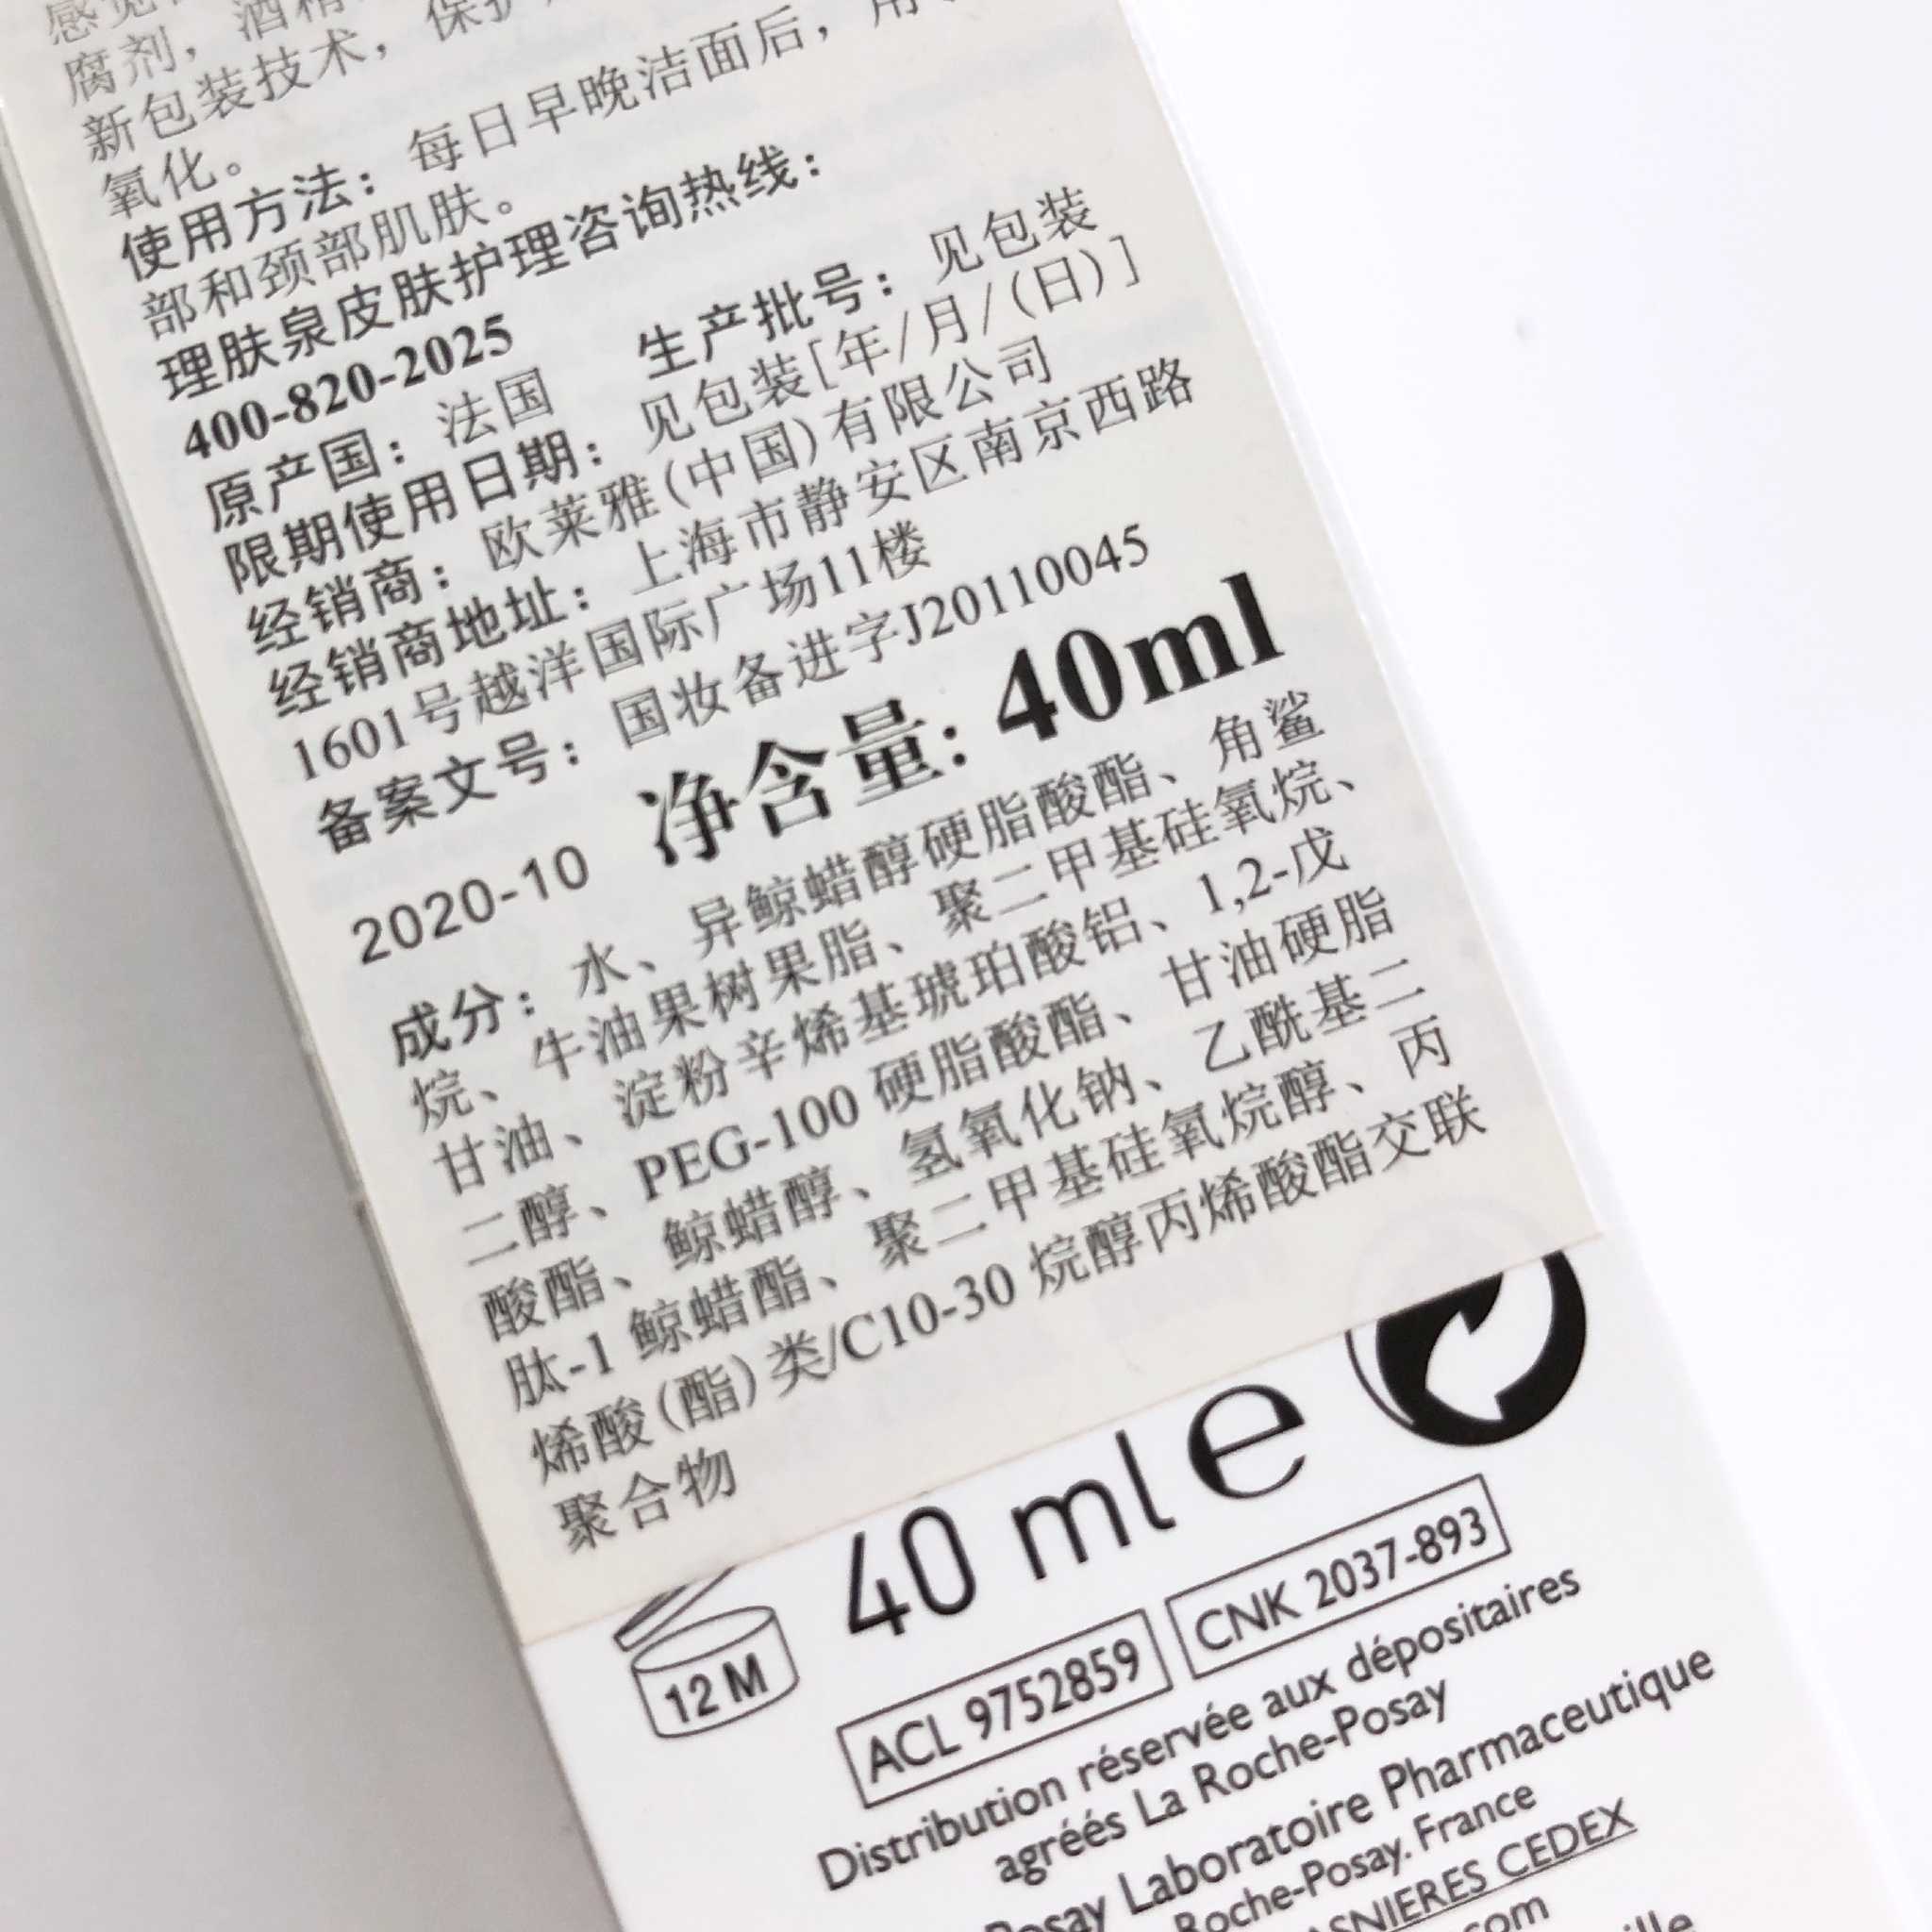 腐剂，酒精
新包装技术，保护
氧化。
使用方法：每日早晚洁面后，用
部和颈部肌肤。
理肤泉皮肤护理咨询热线：
400-820-2025
原产国：法国 生产批号：见包装
限期使用日期：见包装[年/月/(日)]
经销商：欧莱雅(中国)有限公司
经销商地址：上海市静安区南京西路
1601号越洋国际广场11楼
备案文号：国妆备进字J20110045
2020-10 净含量: 40ml
成分：水、异鲸蜡醇硬脂酸酯、角鲨
烷、牛油果树果脂、聚二甲基硅氧烷、
甘油、淀粉辛烯基琥珀酸铝、1,2-戊
二醇、PEG-100 硬脂酸酯、甘油硬脂
酸酯、鲸蜡醇、氢氧化钠、乙酰基二
肽-1 鲸蜡酯、聚二甲基硅氧烷醇、丙
烯酸(酯)类/C10-30 烷醇丙烯酸酯交联
聚合物
40 ml e
12 M
ACL 9752859 CNK 2037-893
Distribution réservée aux dépositaires
agréés La Roche-Posay
Laboratoire Pharmaceutique
Roche-Posay. France
CEDEX